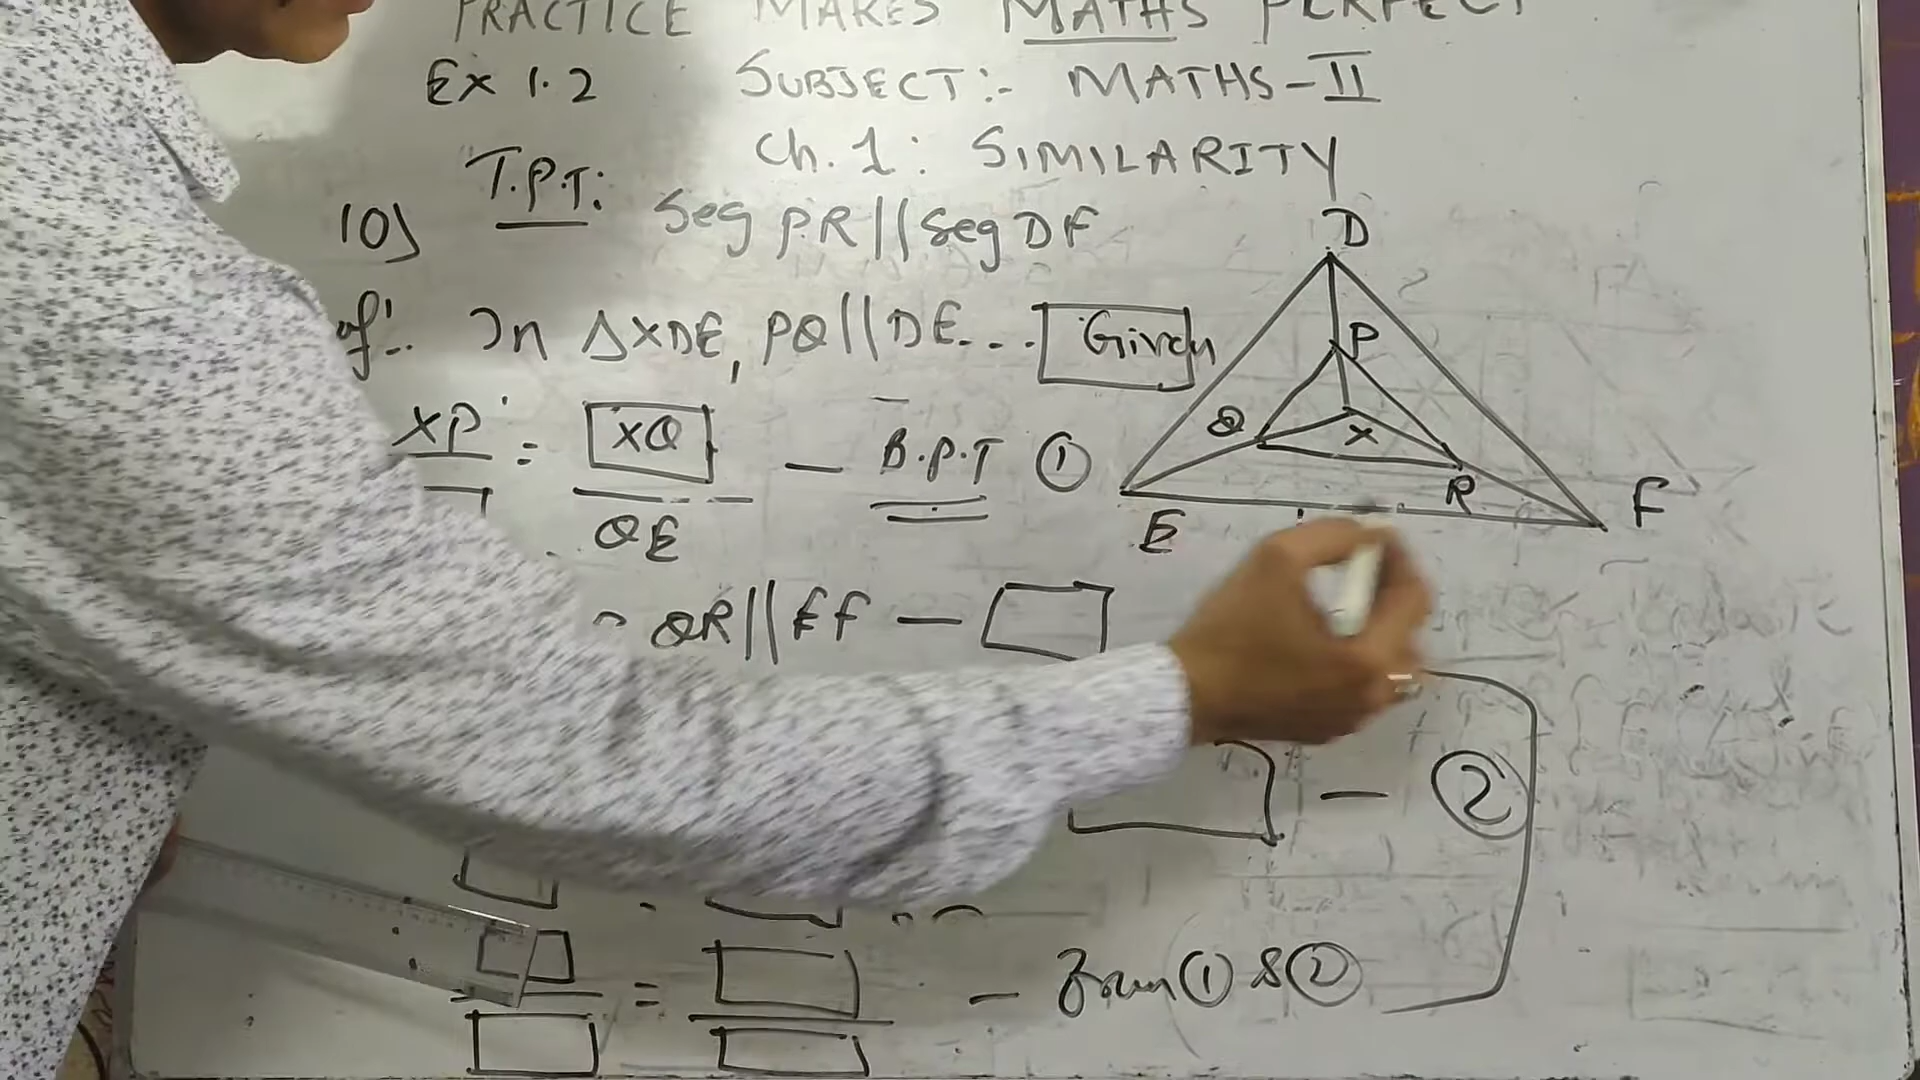 PRACTICE MAKES MATHS PERFECT
Ex 1.2 SUBJECT:- MATHS-II
Ch. 1: SIMILARITY
T.P.T:
10) Seg PR||Seg DF
of: In ΔXDE, PQ||DE... Given
XP = XQ — B.P.T ①
QE
QR||EF —
— ②
= — From ① & ②
D
P
Q
X
R
E
F